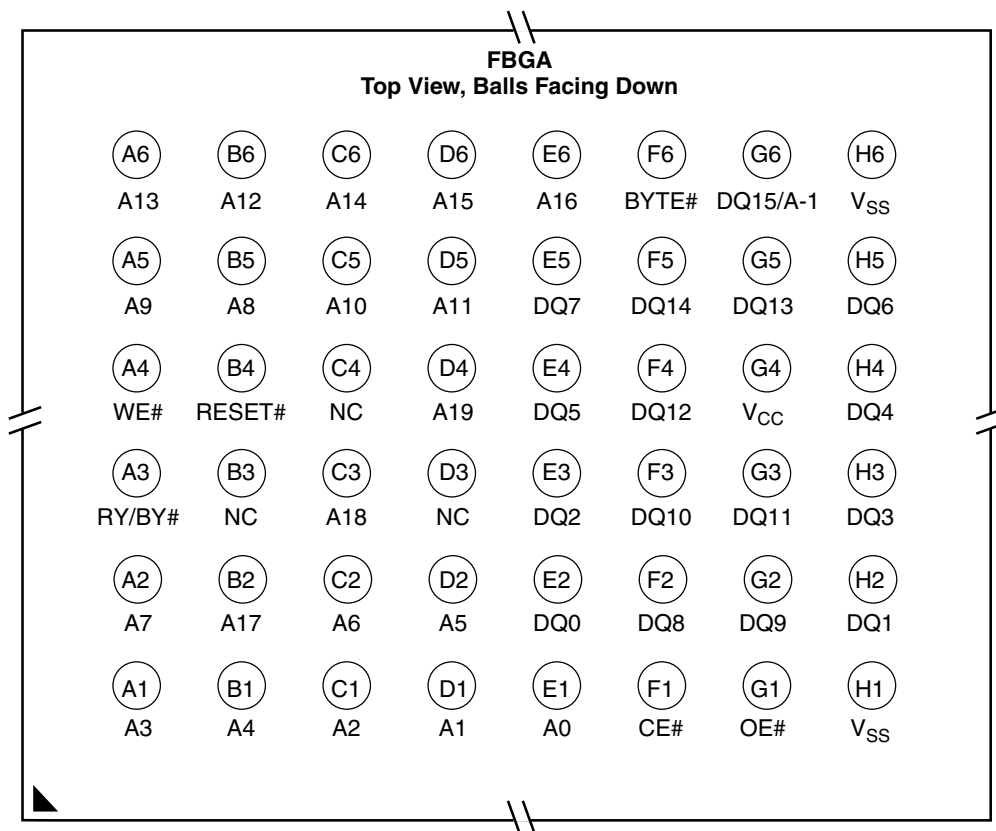 FBGA
Top View, Balls Facing Down
A6 B6 C6 D6 E6 F6 G6 H6
A13 A12 A14 A15 A16 BYTE# DQ15/A-1 VSS
A5 B5 C5 D5 E5 F5 G5 H5
A9 A8 A10 A11 DQ7 DQ14 DQ13 DQ6
A4 B4 C4 D4 E4 F4 G4 H4
WE# RESET# NC A19 DQ5 DQ12 VCC DQ4
A3 B3 C3 D3 E3 F3 G3 H3
RY/BY# NC A18 NC DQ2 DQ10 DQ11 DQ3
A2 B2 C2 D2 E2 F2 G2 H2
A7 A17 A6 A5 DQ0 DQ8 DQ9 DQ1
A1 B1 C1 D1 E1 F1 G1 H1
A3 A4 A2 A1 A0 CE# OE# VSS